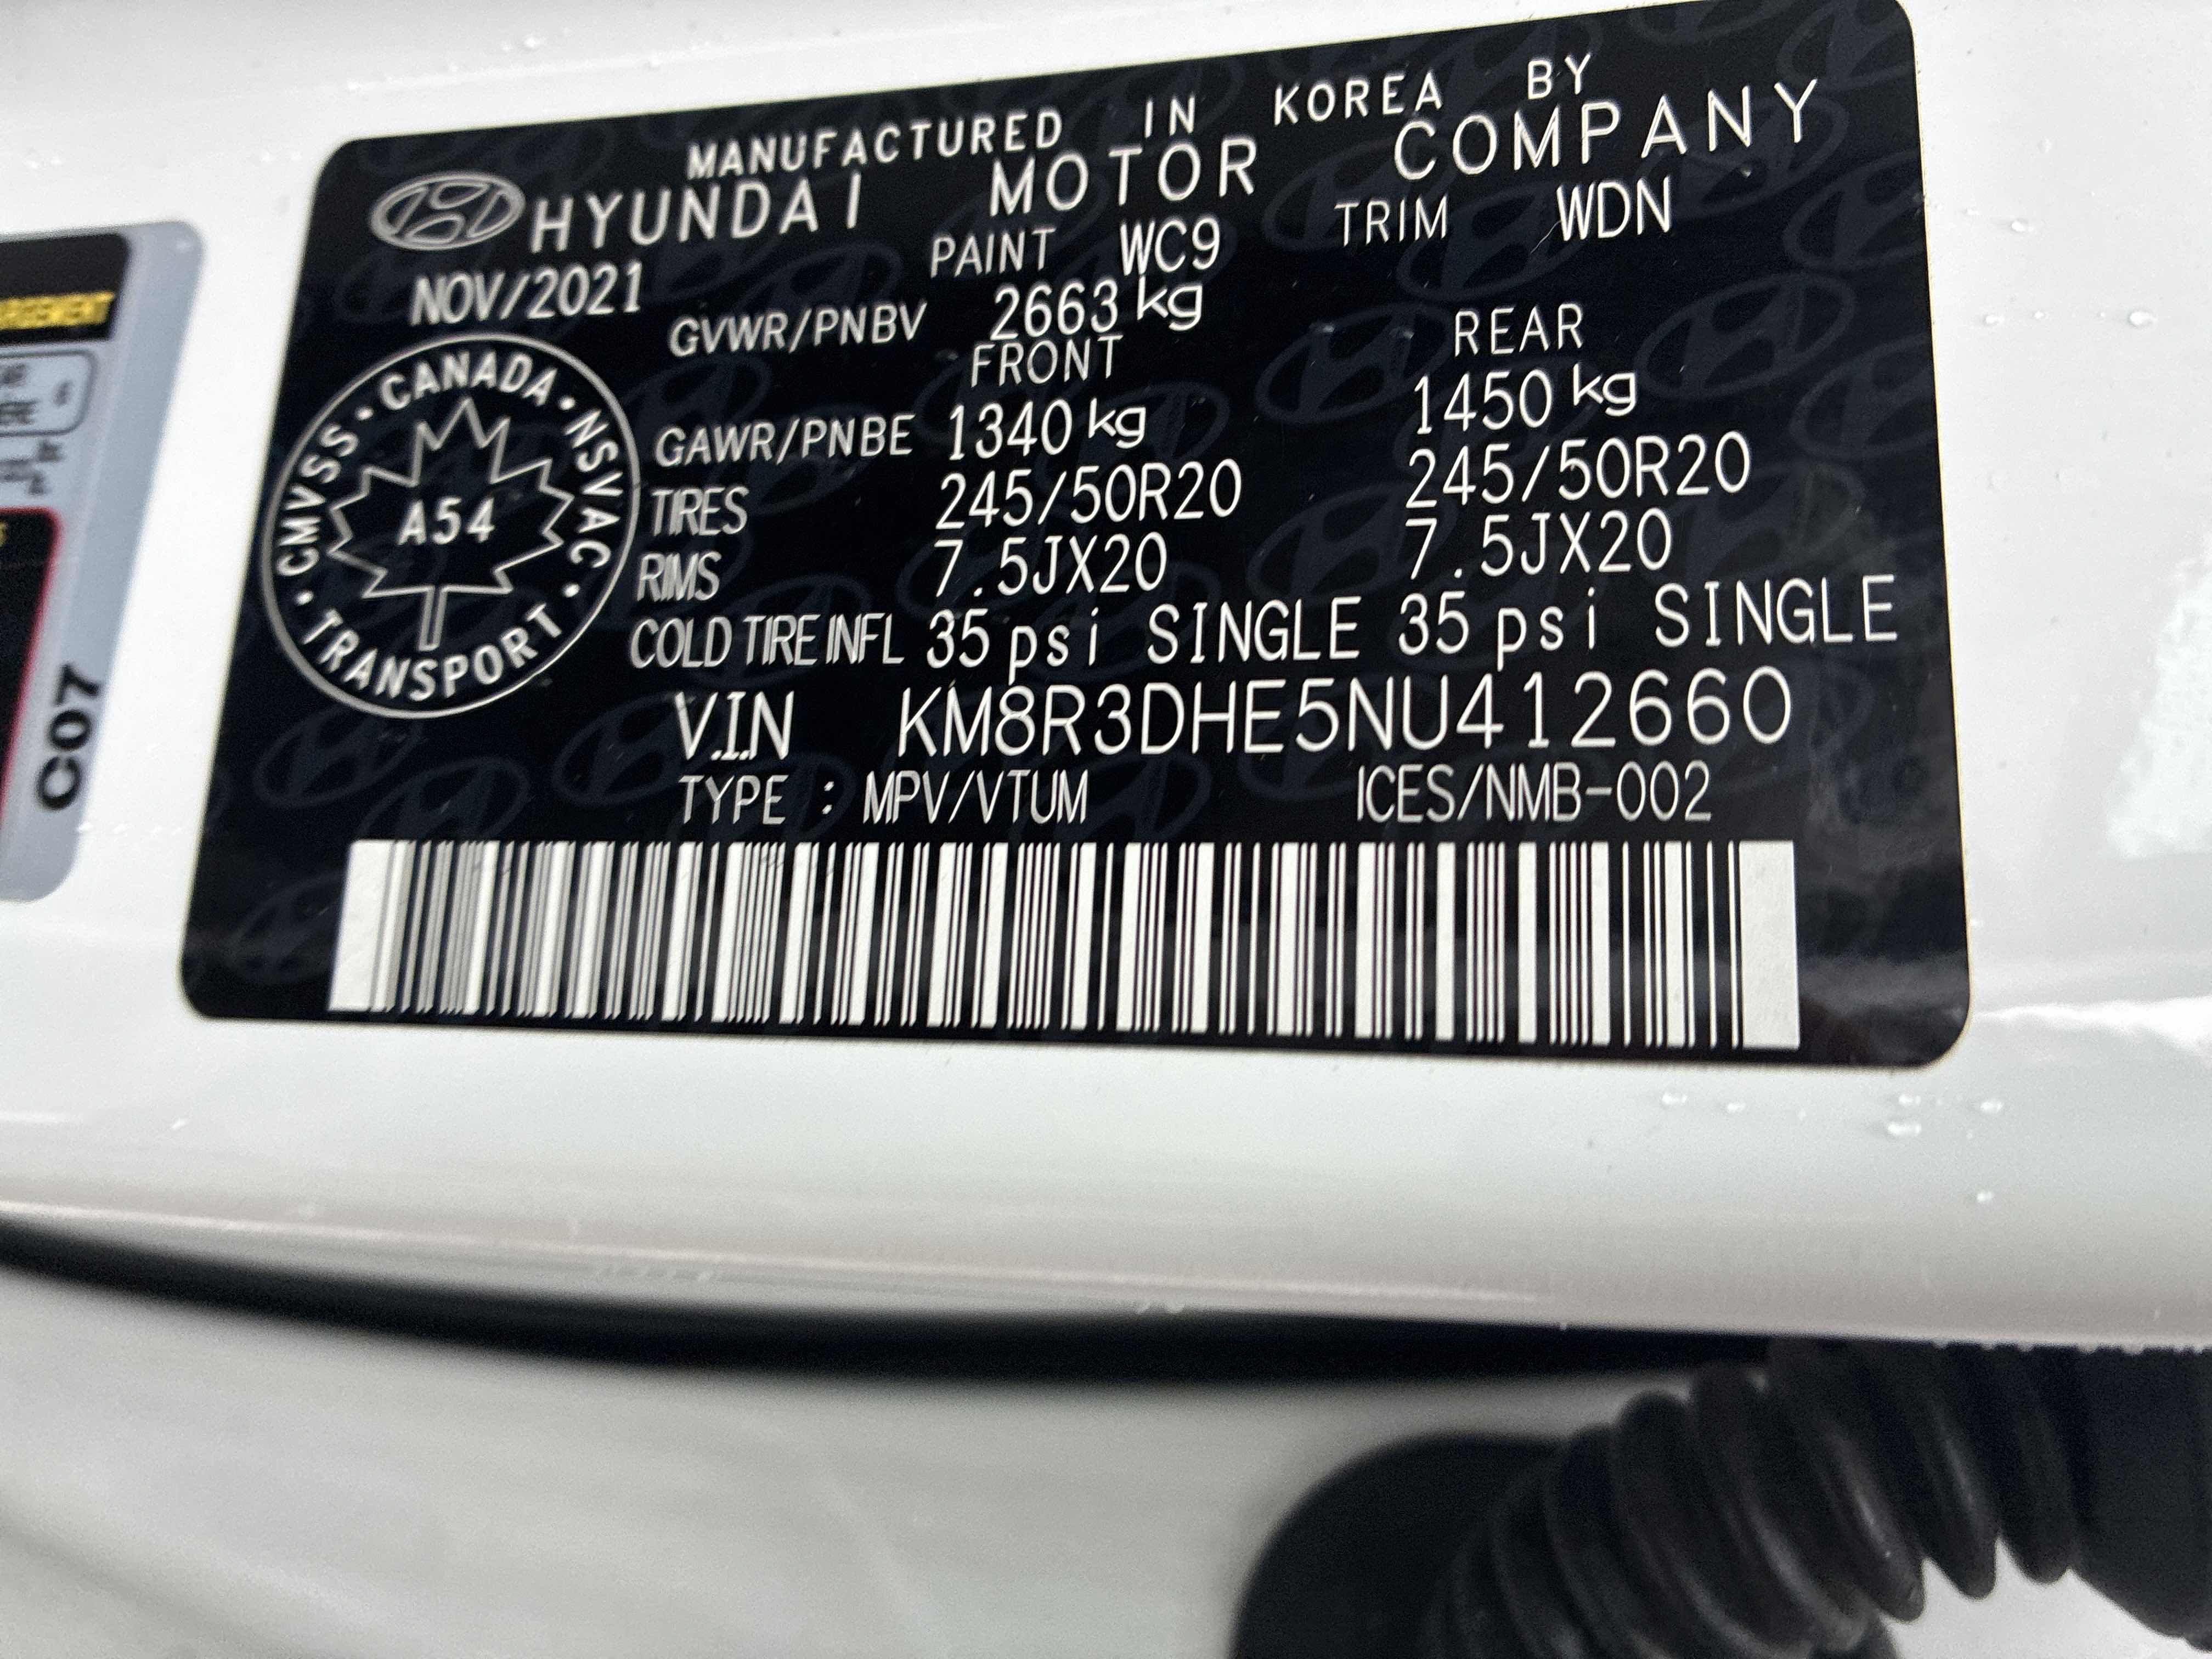 MANUFACTURED IN KOREA BY
HYUNDAI MOTOR COMPANY
NOV/2021 PAINT WC9 TRIM WDN
GVWR/PNBV 2663 kg
FRONT REAR
GAWR/PNBE 1340 kg 1450 kg
TIRES 245/50R20 245/50R20
RIMS 7.5JX20 7.5JX20
COLD TIRE INFL 35 psi SINGLE 35 psi SINGLE
V.I.N KM8R3DHE5NU412660
TYPE : MPV/VTUM ICES/NMB-002
CMVSS • CANADA • NSVAC • TRANSPORT •
A54
C07